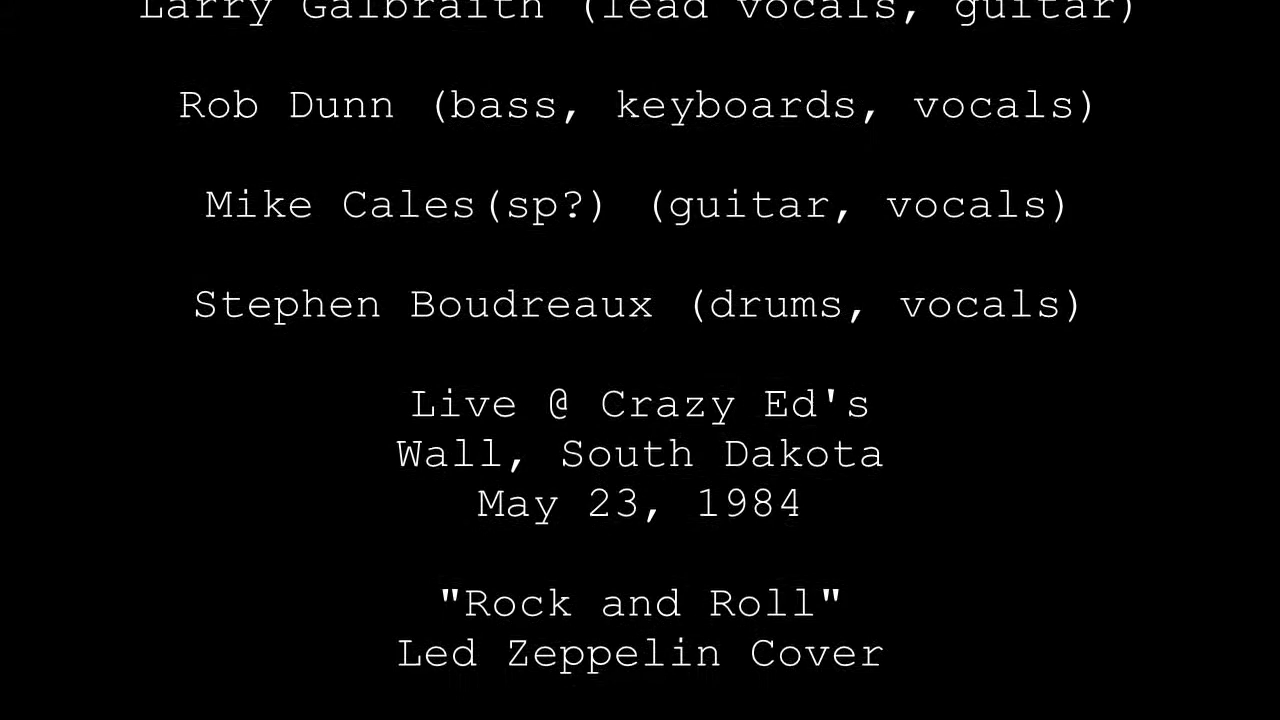 Larry Galbraith (lead vocals, guitar)
Rob Dunn (bass, keyboards, vocals)
Mike Cales(sp?) (guitar, vocals)
Stephen Boudreaux (drums, vocals)
Live @ Crazy Ed's
Wall, South Dakota
May 23, 1984
"Rock and Roll"
Led Zeppelin Cover